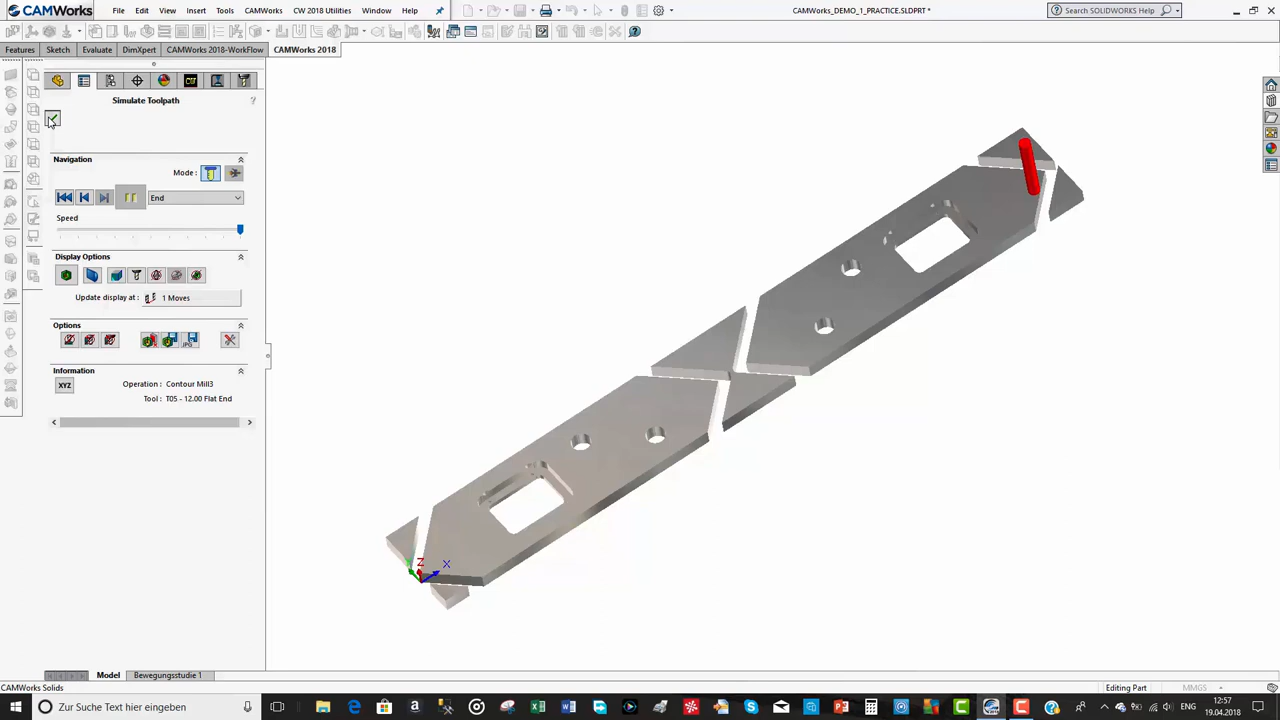 CAMWorks File Edit View Insert Tools CAMWorks CW 2018 Utilities Window Help CAMWorks_DEMO_1_PRACTICE.SLDPRT * Search SOLIDWORKS Help
Features Sketch Evaluate DimXpert CAMWorks 2018-WorkFlow CAMWorks 2018
Simulate Toolpath ?
Navigation
Mode :
End
Speed
Display Options
Update display at : 1 Moves
Options
Information
XYZ Operation : Contour Mill3
Tool : T05 - 12.00 Flat End
Z X
Model Bewegungsstudie 1
CAMWorks Solids Editing Part MMGS
Zur Suche Text hier eingeben ENG 12:57
19.04.2018